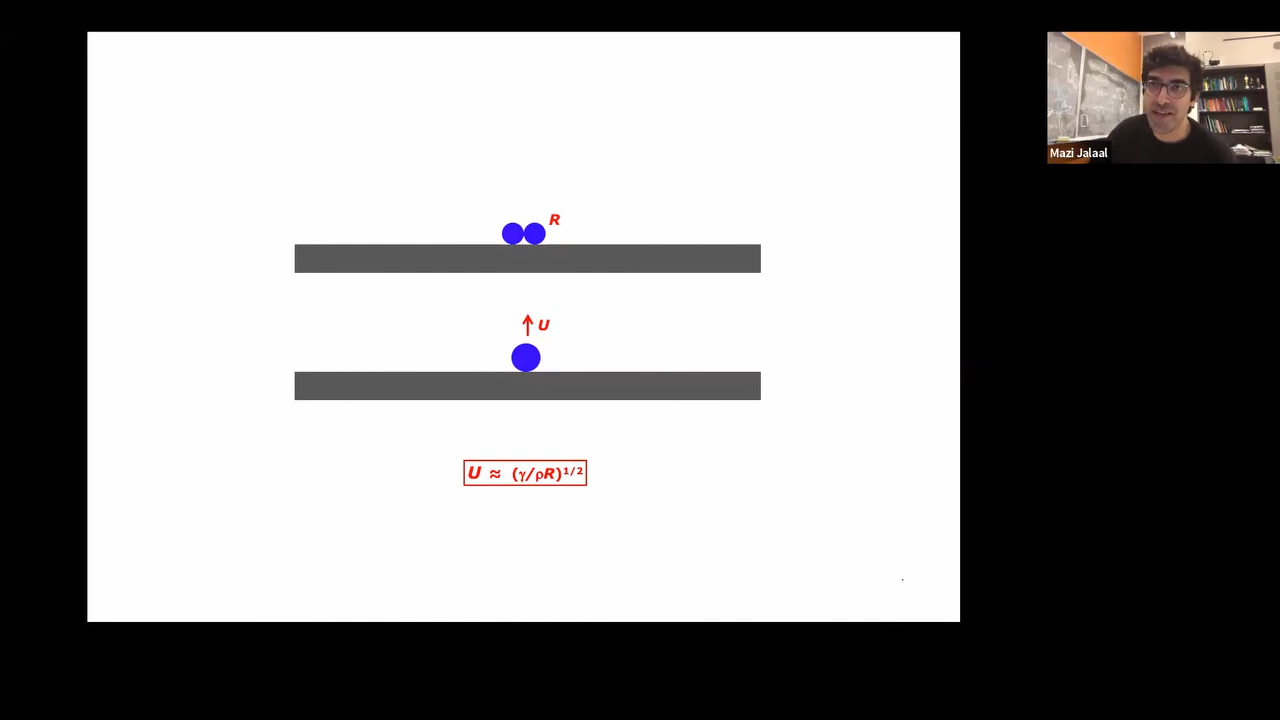 R
U
U ≈ (γ/ρR)^1/2
Mazi Jalaal